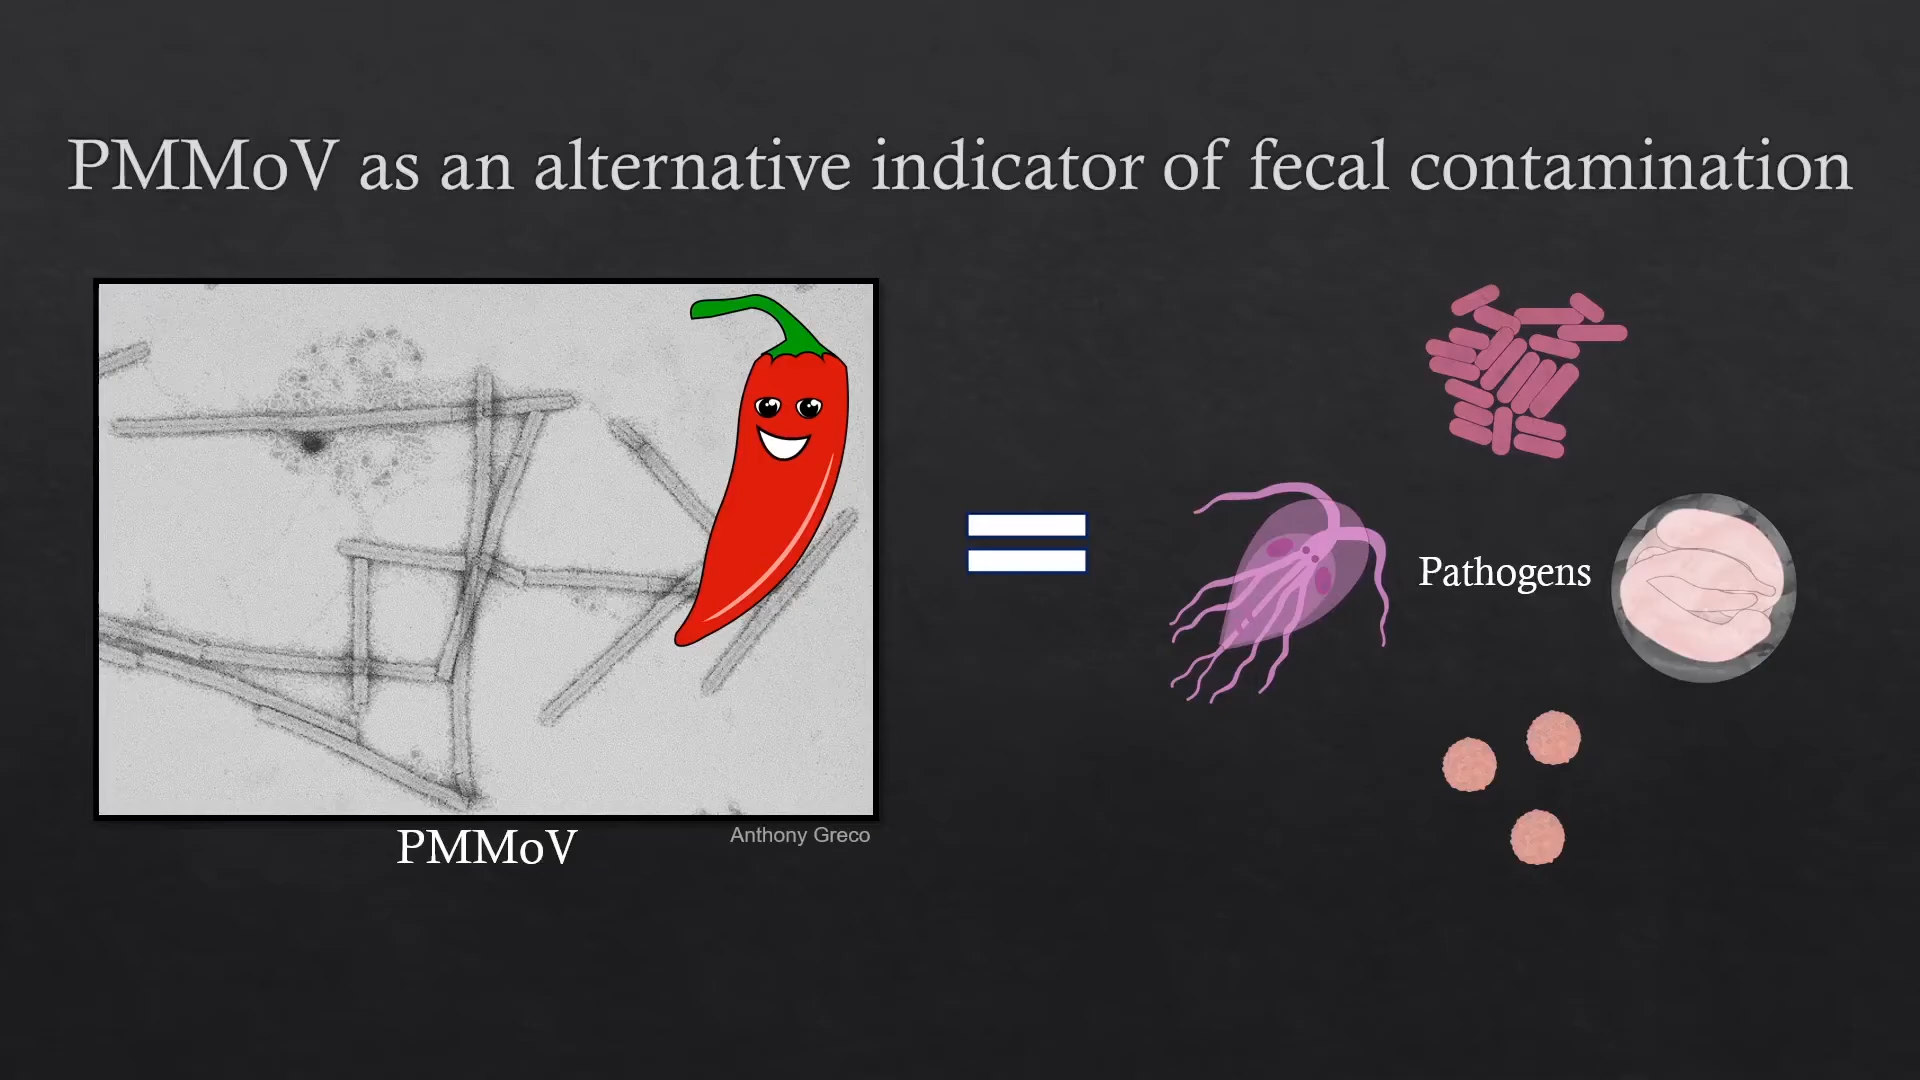 PMMoV as an alternative indicator of fecal contamination
Pathogens
PMMoV
Anthony Greco